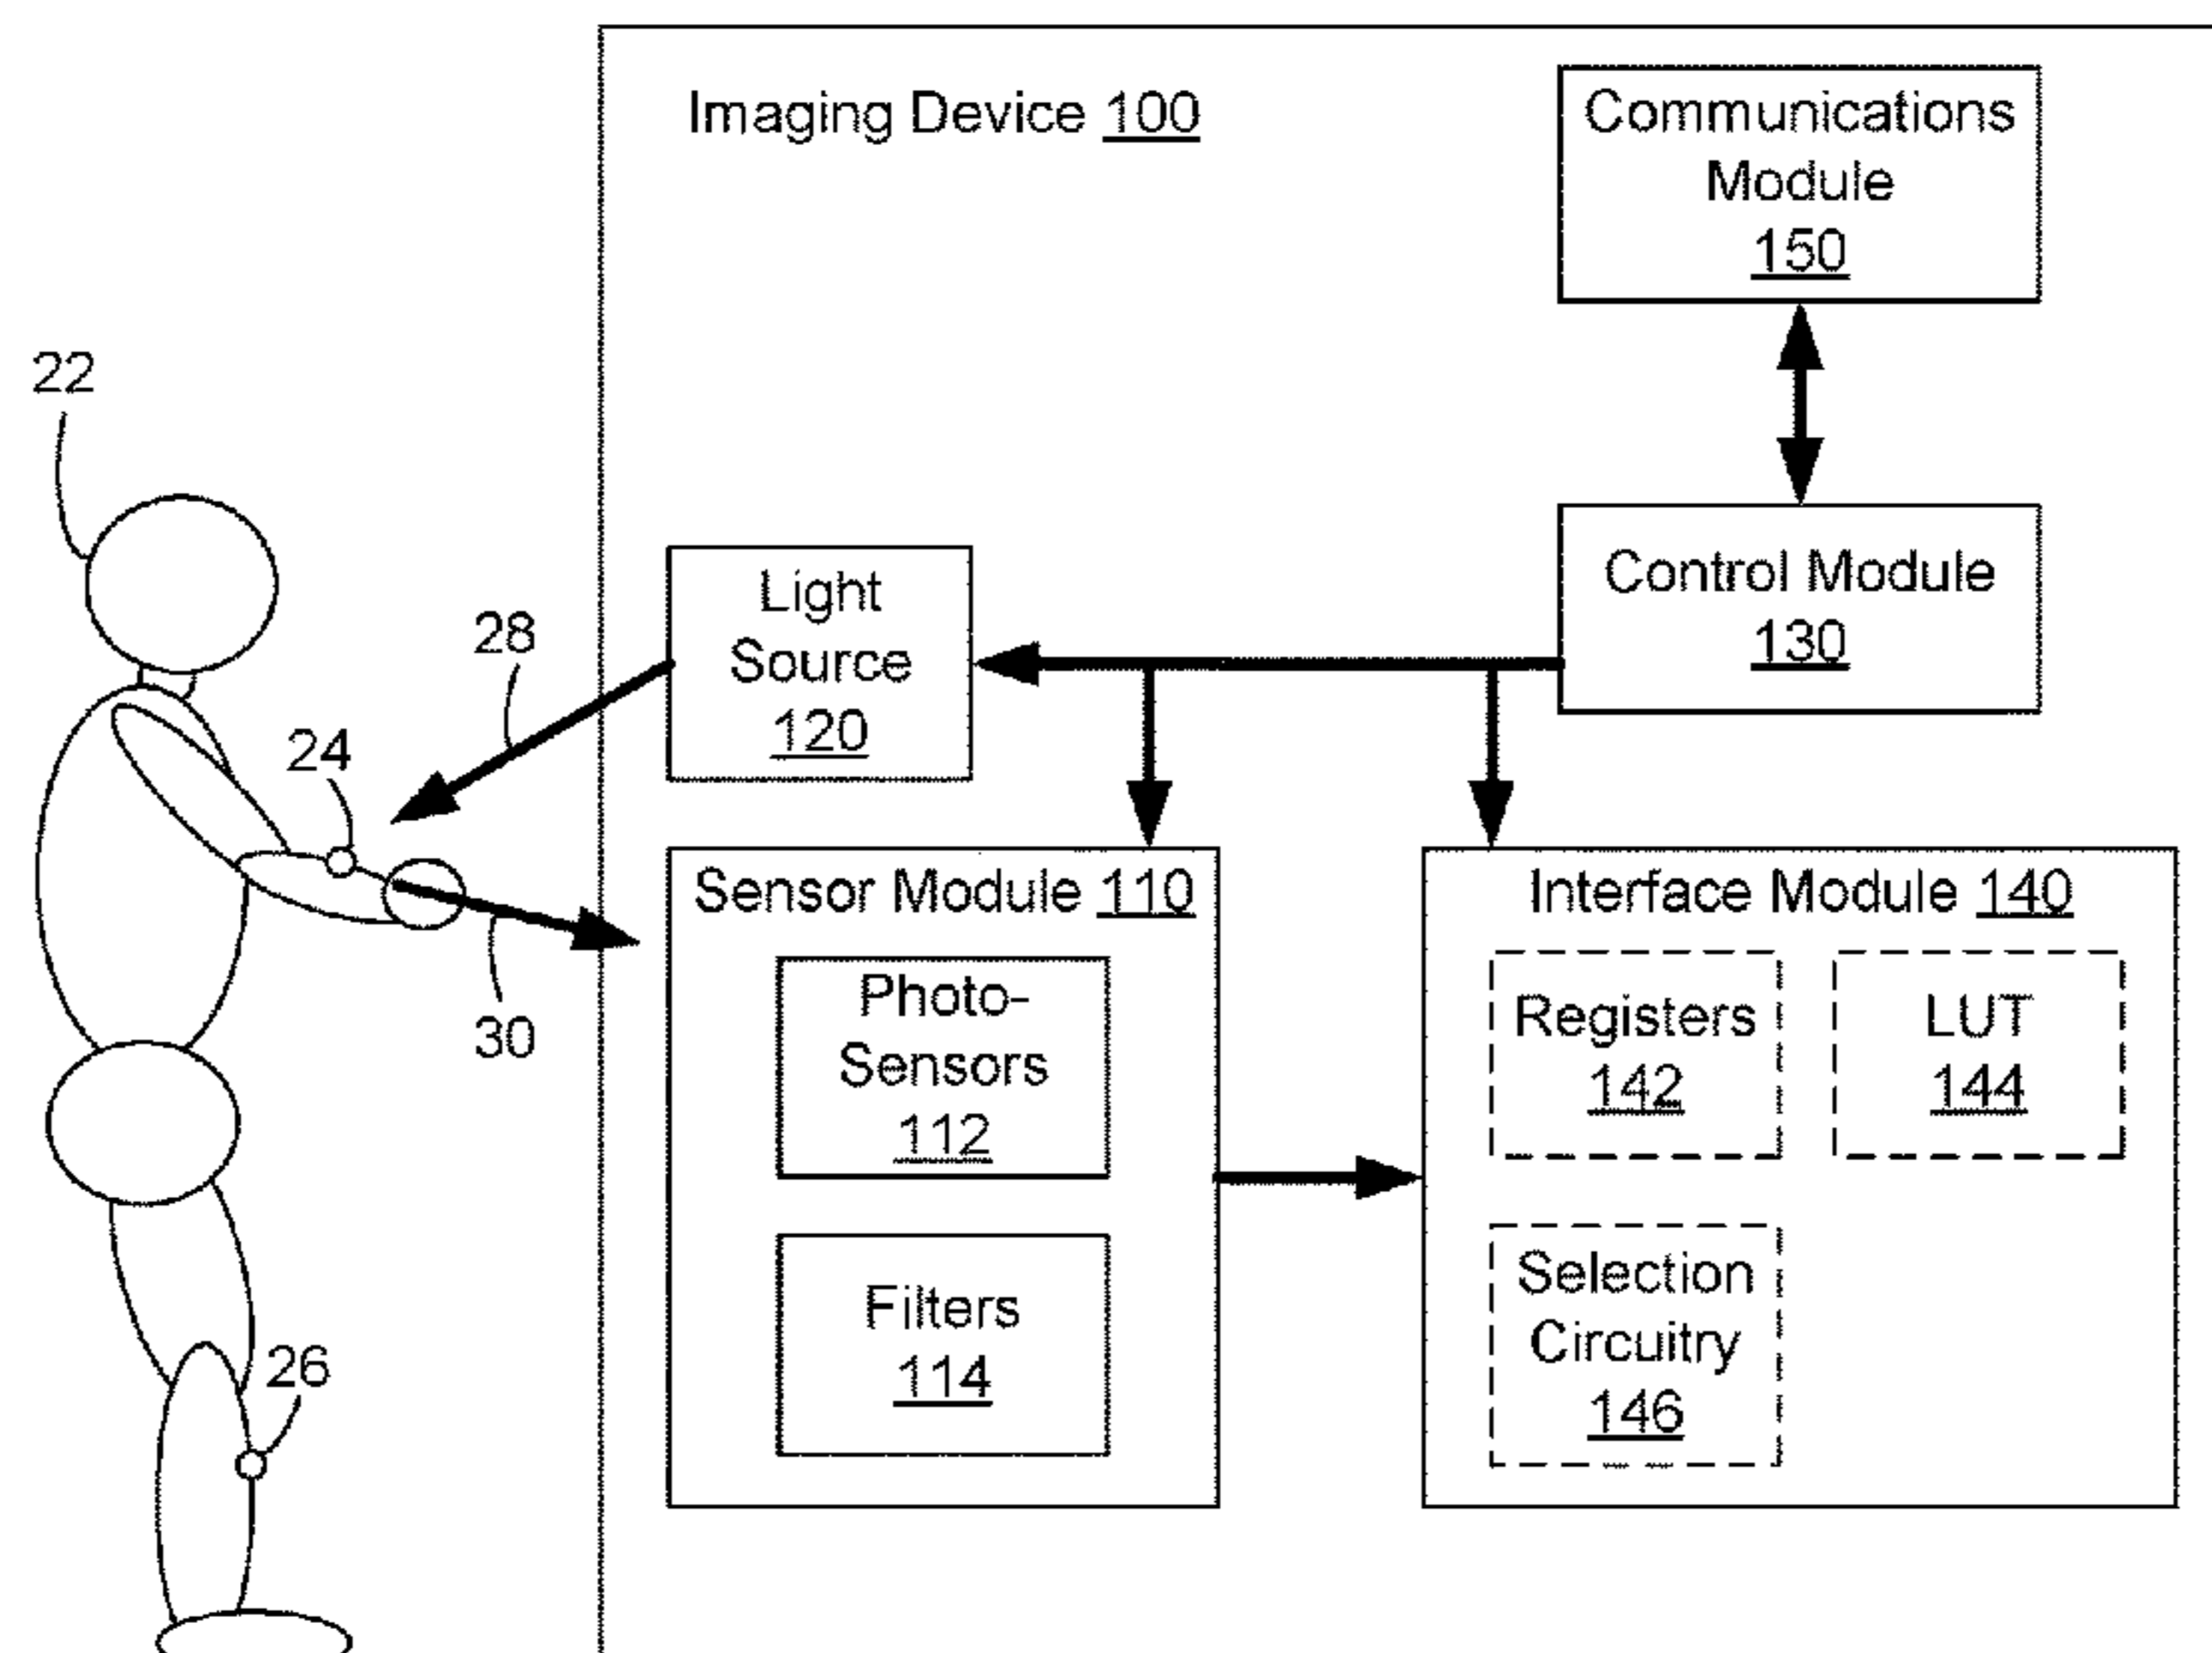 Imaging Device 100
Communications
Module
150
22
Light
Source
120
Control Module
130
28
24
Sensor Module 110
Interface Module 140
Photo-
Sensors
112
Registers
142
LUT
144
30
Filters
114
Selection
Circuitry
146
26